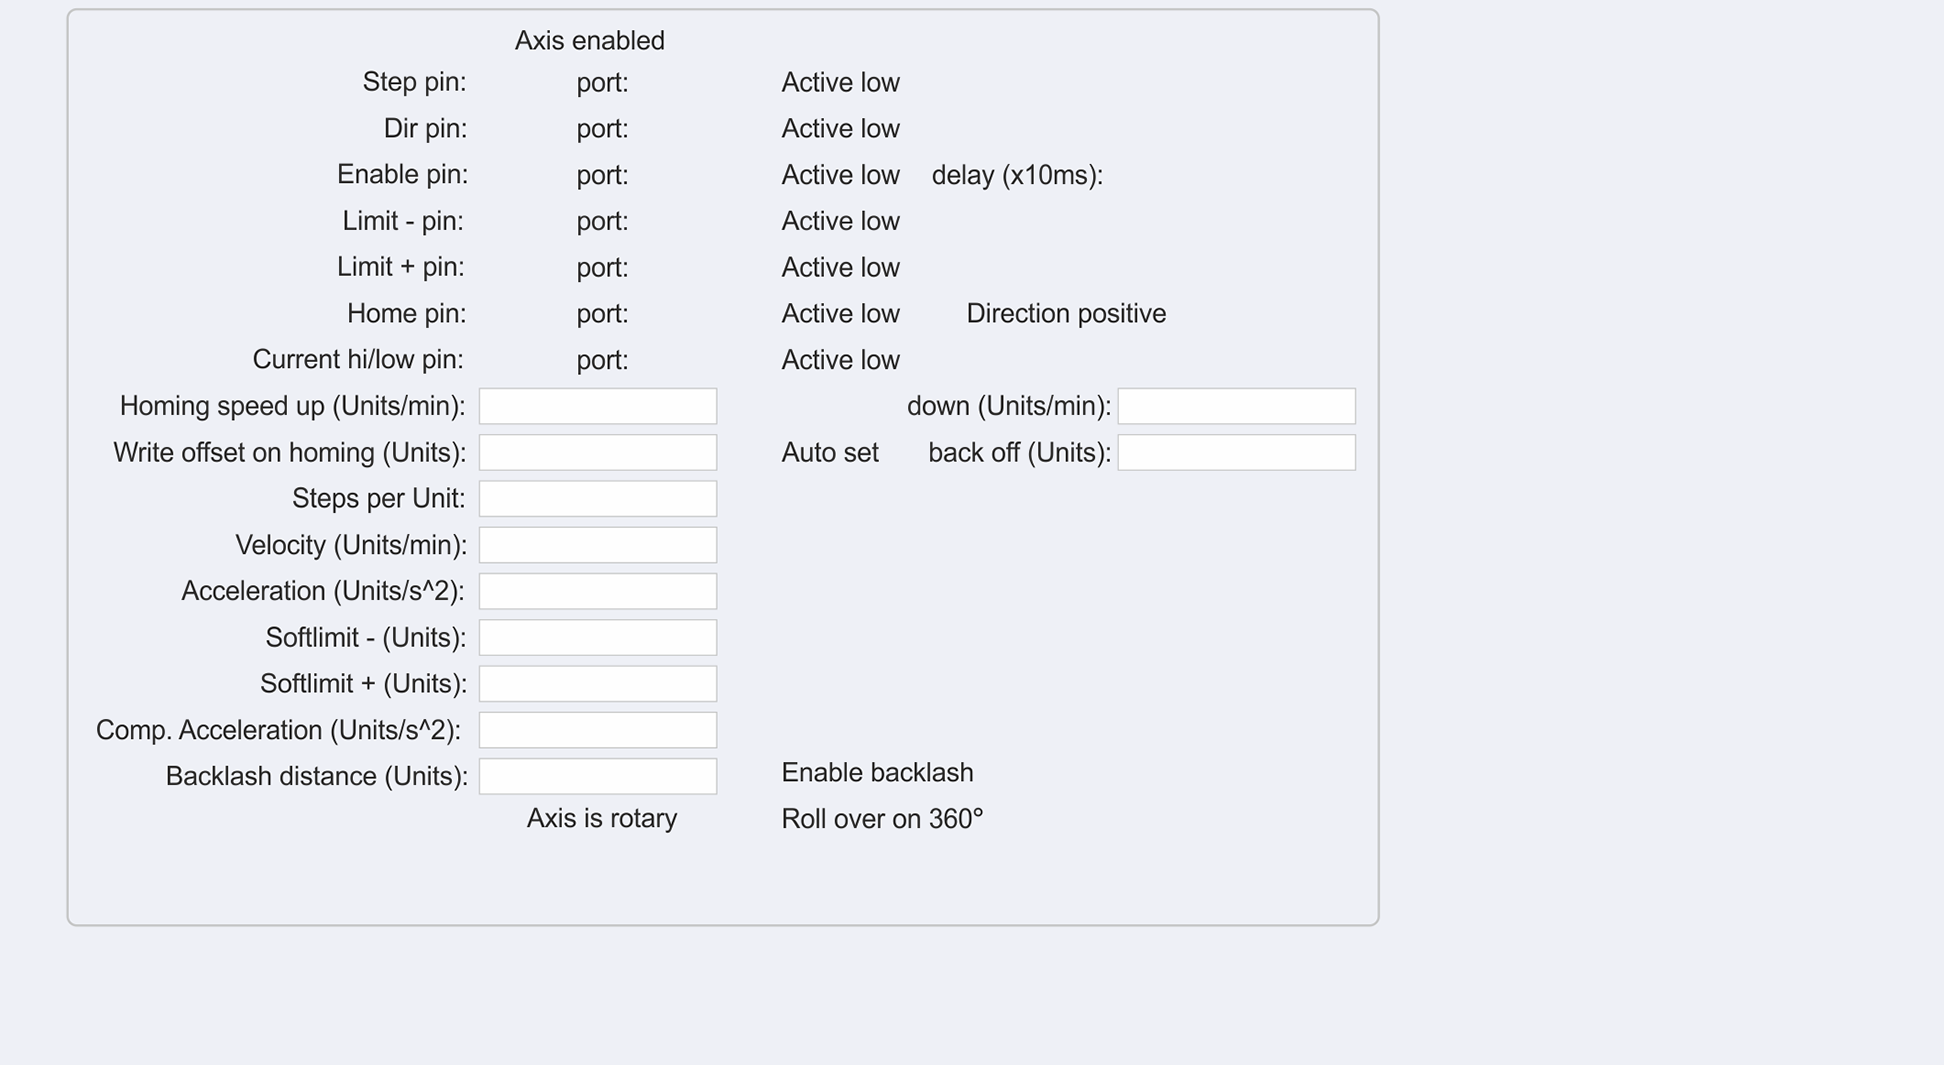 Axis enabled
Step pin: port: Active low
Dir pin: port: Active low
Enable pin: port: Active low delay (x10ms):
Limit - pin: port: Active low
Limit + pin: port: Active low
Home pin: port: Active low Direction positive
Current hi/low pin: port: Active low
Homing speed up (Units/min): down (Units/min):
Write offset on homing (Units): Auto set back off (Units):
Steps per Unit:
Velocity (Units/min):
Acceleration (Units/s^2):
Softlimit - (Units):
Softlimit + (Units):
Comp. Acceleration (Units/s^2):
Backlash distance (Units): Enable backlash
Axis is rotary Roll over on 360°